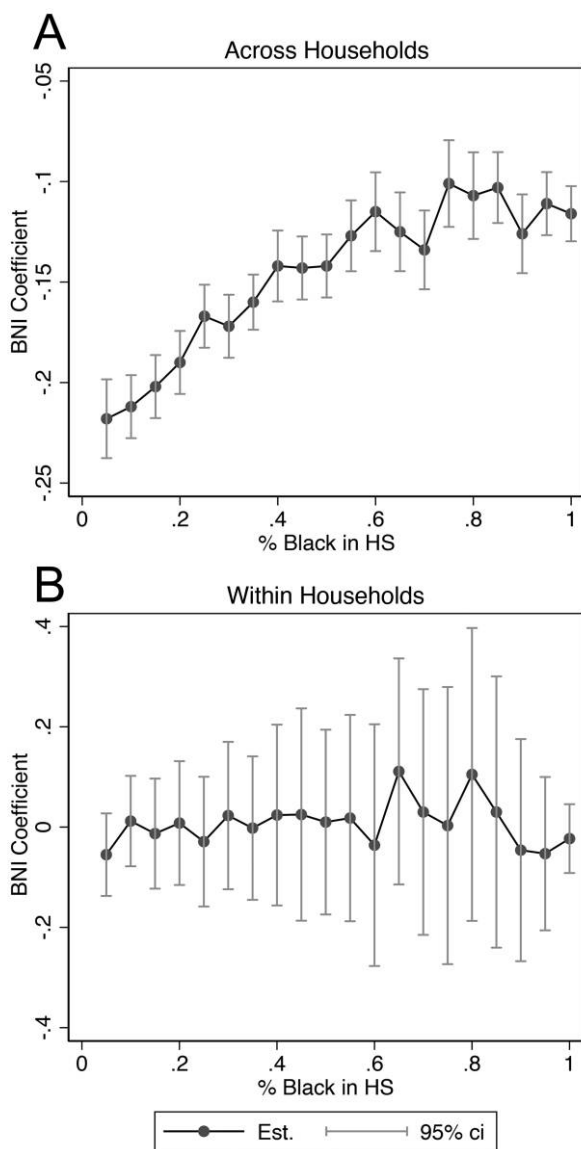 A
Across Households
-.05
-.1
-.15
-.2
-.25
BNI Coefficient
0 .2 .4 .6 .8 1
% Black in HS
B
Within Households
.4
.2
0
-.2
-.4
BNI Coefficient
0 .2 .4 .6 .8 1
% Black in HS
Est. 95% ci